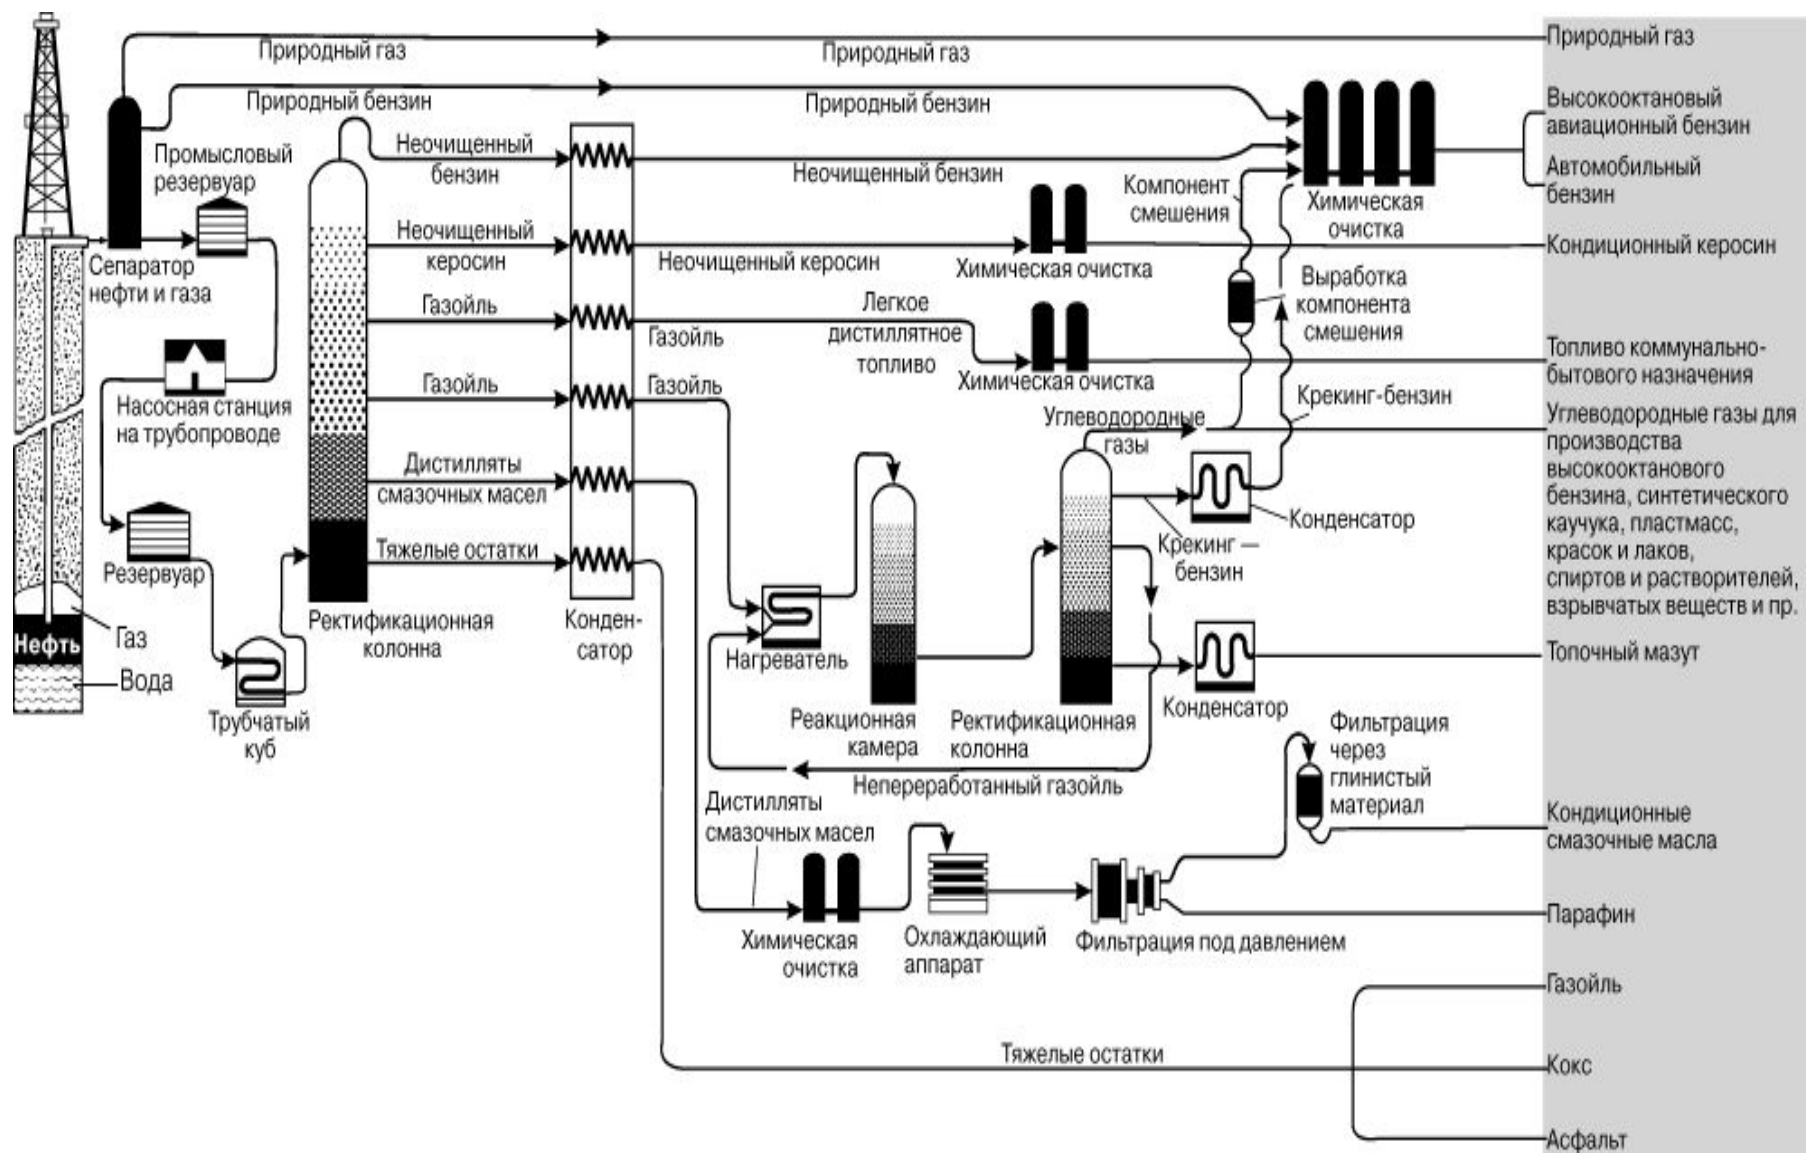 Природный газ
Природный газ
Природный газ
Природный бензин
Природный бензин
Высокооктановый
авиационный бензин
Автомобильный
бензин
Промысловый
резервуар
Неочищенный
бензин
Неочищенный бензин
Компонент
смешения
Химическая
очистка
Сепаратор
нефти и газа
Неочищенный
керосин
Неочищенный керосин
Химическая очистка
Кондиционный керосин
Выработка
компонента
смешения
Газойль
Газойль
Легкое
дистиллятное
топливо
Химическая очистка
Топливо коммунально-
бытового назначения
Насосная станция
на трубопроводе
Газойль
Газойль
Крекинг-бензин
Углеводородные
газы
Углеводородные газы для
производства
высокооктанового
бензина, синтетического
каучука, пластмасс,
красок и лаков,
спиртов и растворителей,
взрывчатых веществ и пр.
Дистилляты
смазочных масел
Конденсатор
Крекинг —
бензин
Тяжелые остатки
Резервуар
Ректификационная
колонна
Конден-
сатор
Нефть
Газ
Вода
Нагреватель
Топочный мазут
Трубчатый
куб
Реакционная
камера
Ректификационная
колонна
Конденсатор
Фильтрация
через
глинистый
материал
Непереработанный газойль
Дистилляты
смазочных масел
Кондиционные
смазочные масла
Химическая
очистка
Охлаждающий
аппарат
Фильтрация под давлением
Парафин
Газойль
Тяжелые остатки
Кокс
Асфальт